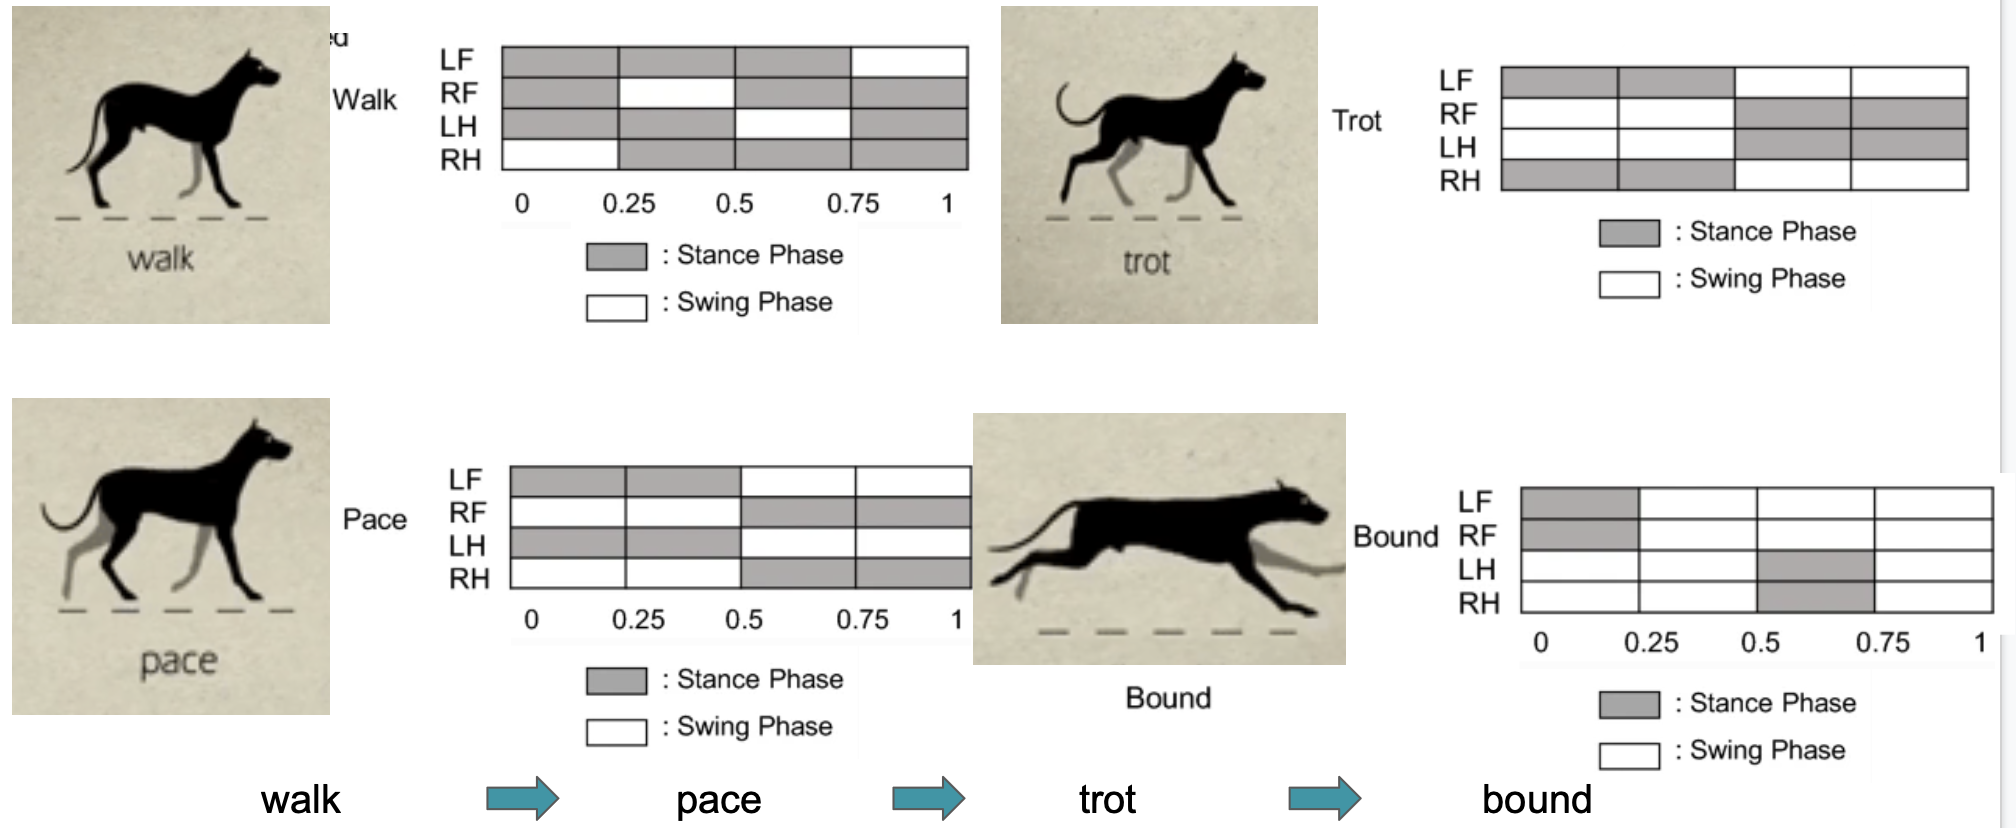 ed
Walk
LF
RF
LH
RH
0 0.25 0.5 0.75 1
: Stance Phase
: Swing Phase
walk
Trot
LF
RF
LH
RH
: Stance Phase
: Swing Phase
trot
Pace
LF
RF
LH
RH
0 0.25 0.5 0.75 1
: Stance Phase
: Swing Phase
pace
Bound
LF
RF
LH
RH
0 0.25 0.5 0.75 1
: Stance Phase
: Swing Phase
Bound
walk pace trot bound